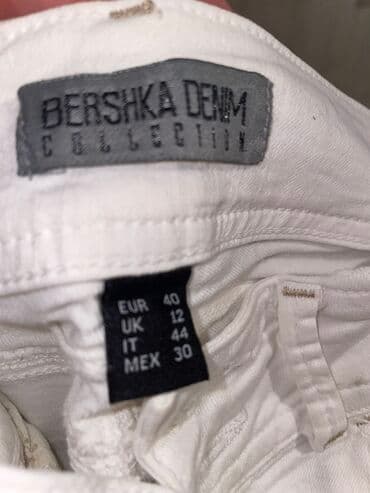 BERSHKA DENIM
COLLECTION
EUR 40
UK 12
IT 44
MEX 30